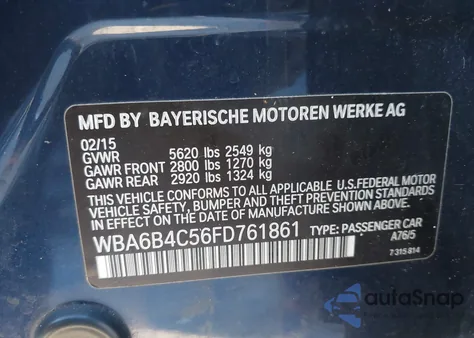 MFD BY BAYERISCHE MOTOREN WERKE AG
02/15
GVWR 5620 lbs 2549 kg
GAWR FRONT 2800 lbs 1270 kg
GAWR REAR 2920 lbs 1324 kg
THIS VEHICLE CONFORMS TO ALL APPLICABLE U.S.FEDERAL MOTOR
VEHICLE SAFETY, BUMPER AND THEFT PREVENTION STANDARDS IN
EFFECT ON THE DATE OF MANUFACTURE SHOWN ABOVE.
WBA6B4C56FD761861 TYPE: PASSENGER CAR
A76/5
7 315 814
autoSnap